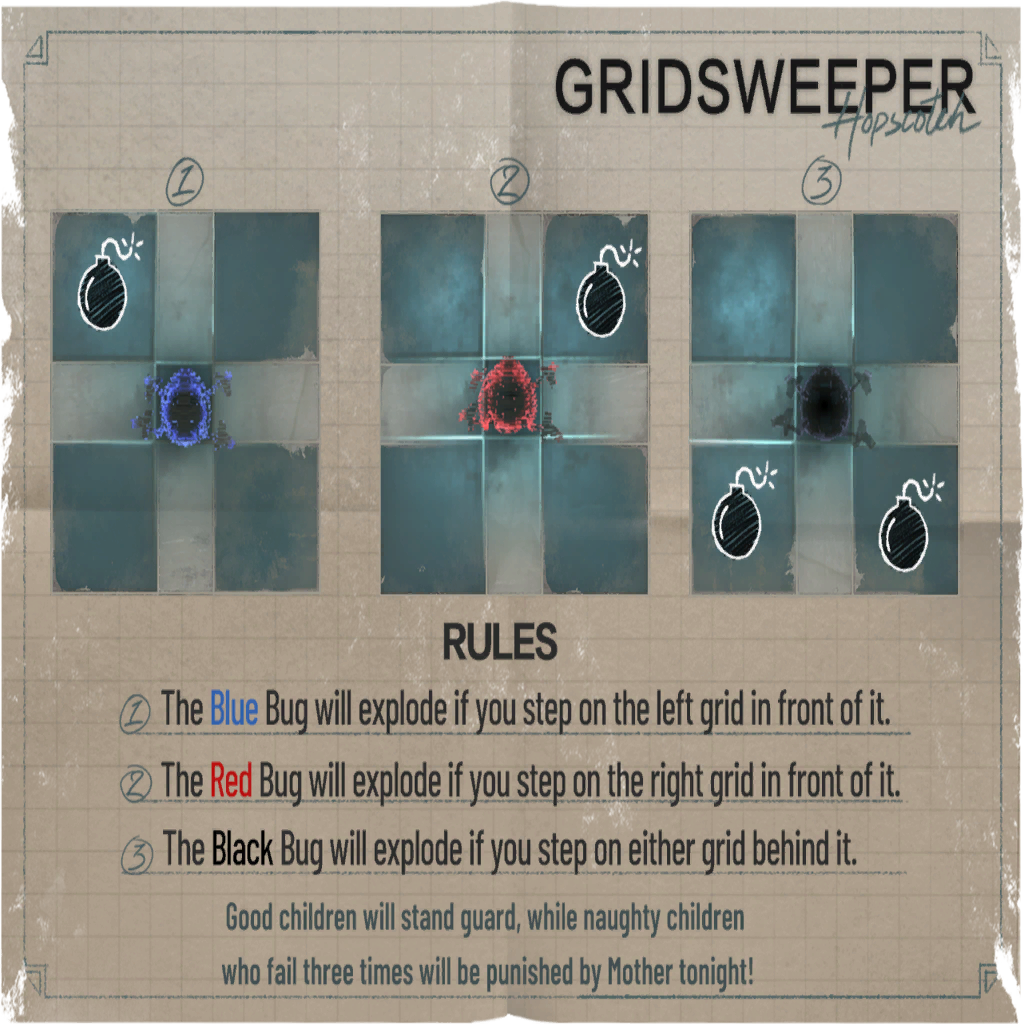 GRIDSWEEPER
Hopscotch
1 2 3
RULES
1 The Blue Bug will explode if you step on the left grid in front of it.
2 The Red Bug will explode if you step on the right grid in front of it.
3 The Black Bug will explode if you step on either grid behind it.
Good children will stand guard, while naughty children
who fail three times will be punished by Mother tonight!